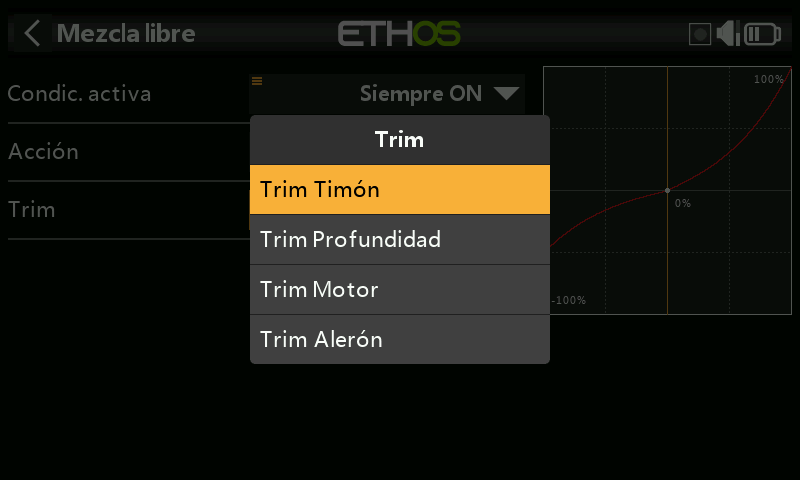 Mezcla libre
ETHOS
Condic. activa
Siempre ON
Acción
Trim
Trim
Trim Timón
Trim Profundidad
Trim Motor
Trim Alerón
100%
0%
-100%